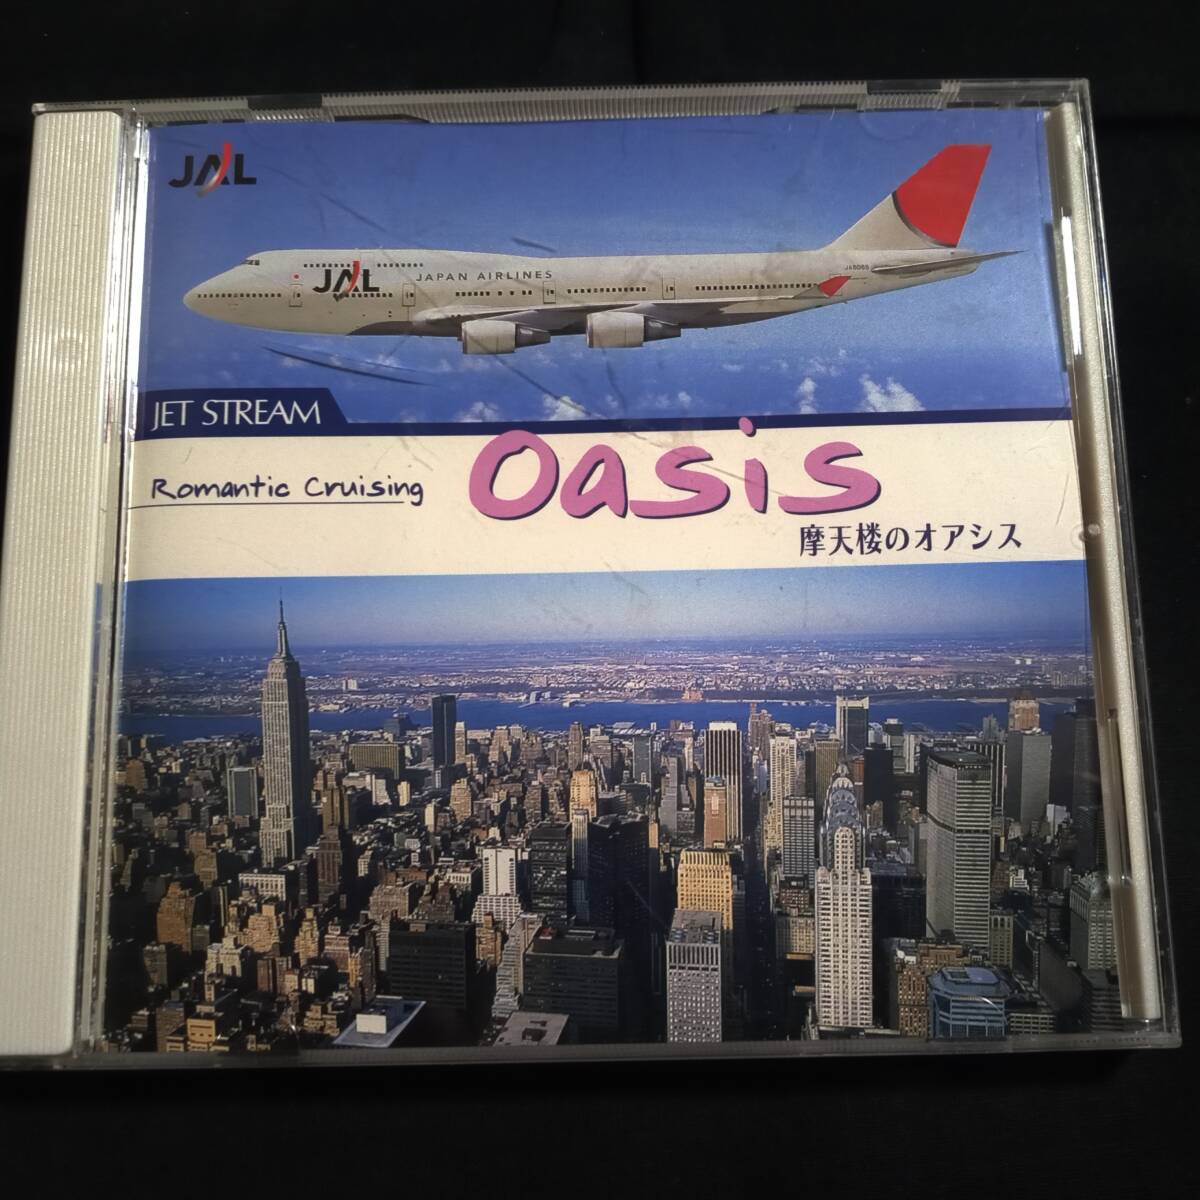 JAL
JAL JAPAN AIRLINES
JET STREAM
Romantic Cruising
Oasis
摩天楼のオアシス